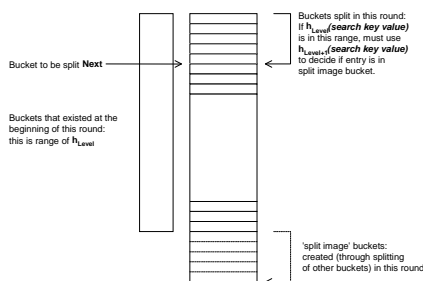 Buckets split in this round:
If hLevel(search key value)
is in this range, must use
hLevel+1(search key value)
to decide if entry is in
split image bucket.
Bucket to be split Next
Buckets that existed at the
beginning of this round:
this is range of hLevel
'split image' buckets:
created (through splitting
of other buckets) in this round